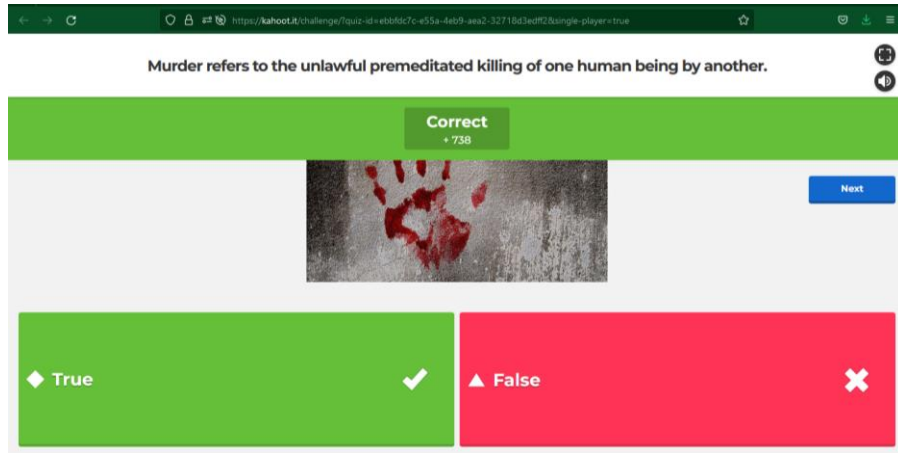 https://kahoot.it/challenge/?quiz-id=ebbfdc7c-e55a-4eb9-aea2-32718d3edff2&single-player=true
Murder refers to the unlawful premeditated killing of one human being by another.
Correct
+ 738
Next
True
False